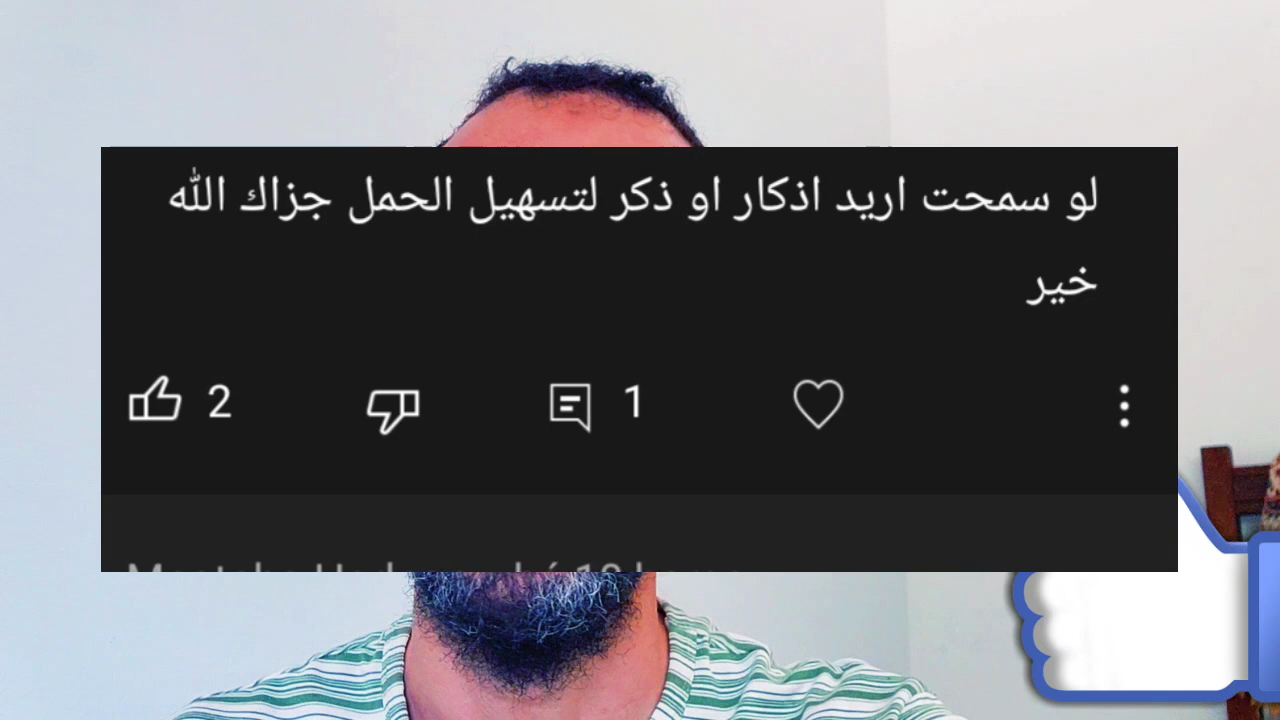 لو سمحت اريد اذكار او ذكر لتسهيل الحمل جزاك الله
خير
2
1